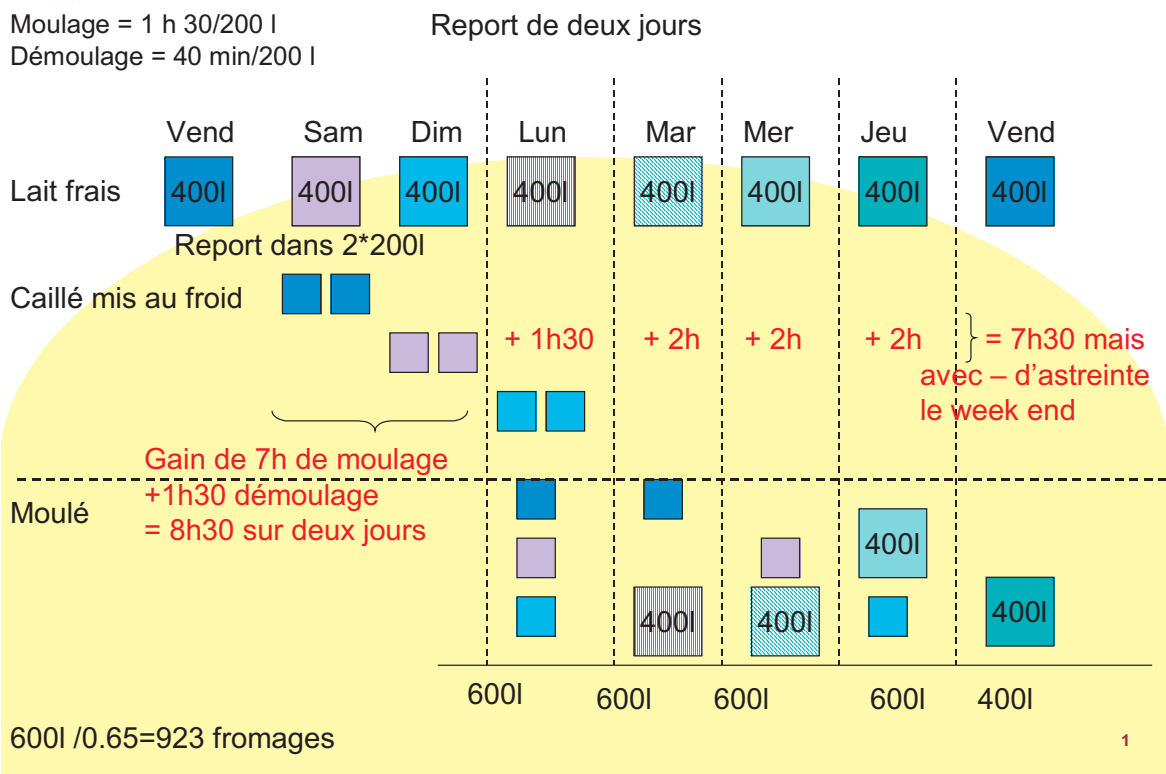 Moulage = 1 h 30/200 l
Démoulage = 40 min/200 l
Report de deux jours
Vend Sam Dim Lun Mar Mer Jeu Vend
Lait frais 400l 400l 400l 400l 400l 400l 400l 400l
Report dans 2*200l
Caillé mis au froid
+ 1h30 + 2h + 2h + 2h = 7h30 mais
avec – d'astreinte
le week end
Gain de 7h de moulage
+1h30 démoulage
= 8h30 sur deux jours
Moulé
400l
400l 400l 400l
600l 600l 600l 600l 400l
600l /0.65=923 fromages
1